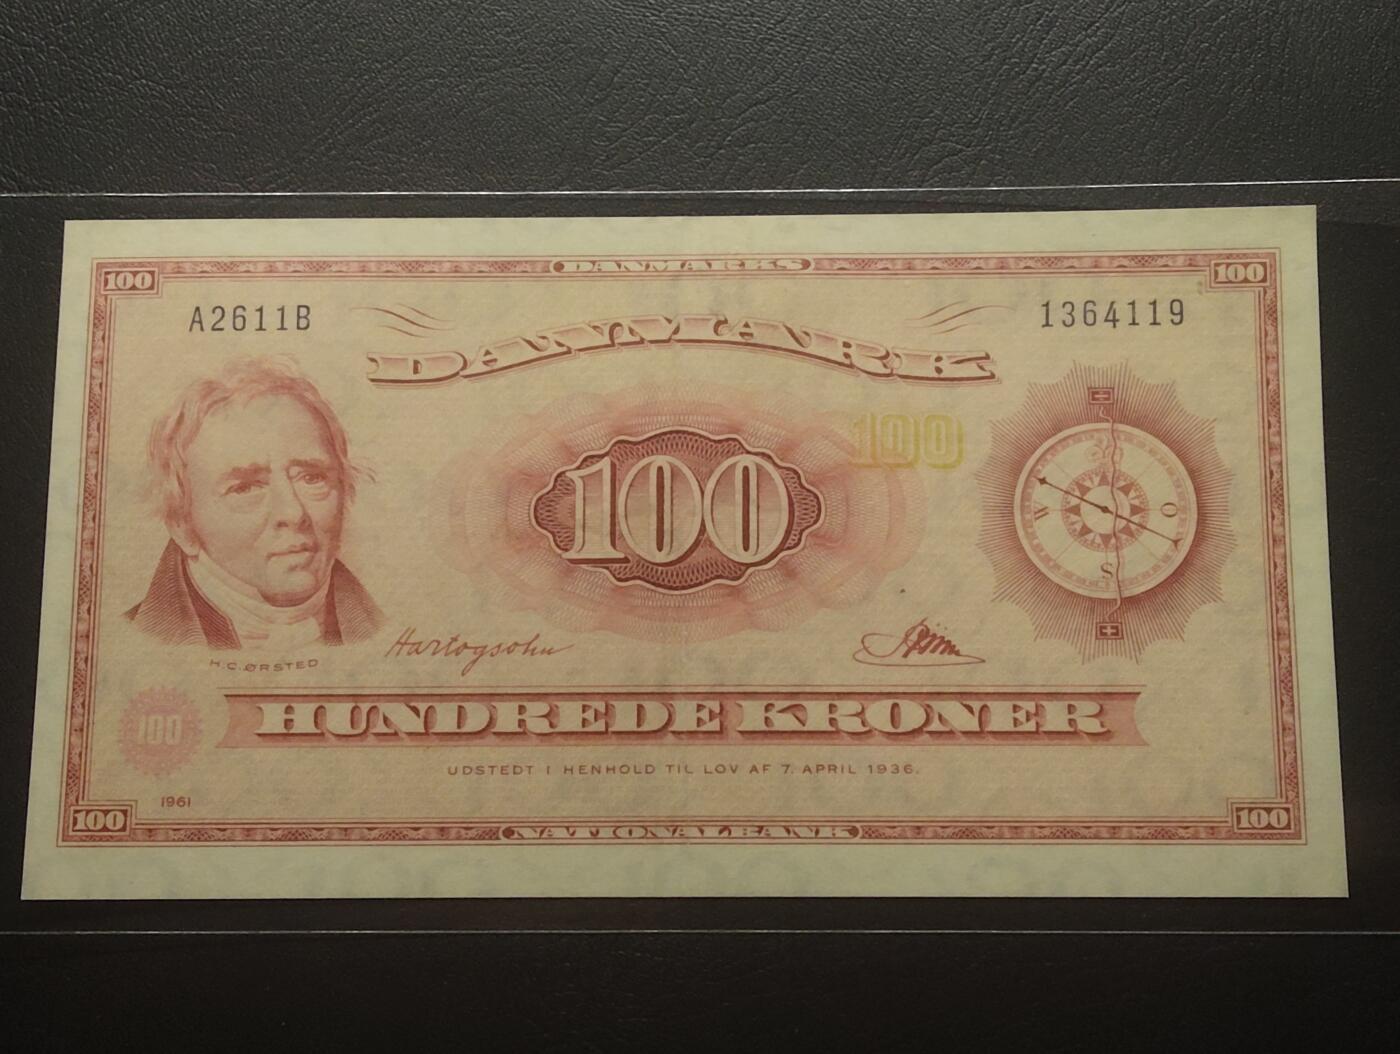 DANMARKS
100
100
A2611B
1364119
DANMARK
100
100
W
O
S
Hartogsohn
H.C.ØRSTED
100
HUNDREDE KRONER
UDSTEDT I HENHOLD TIL LOV AF 7. APRIL 1936.
1961
100
100
NATIONALBANK